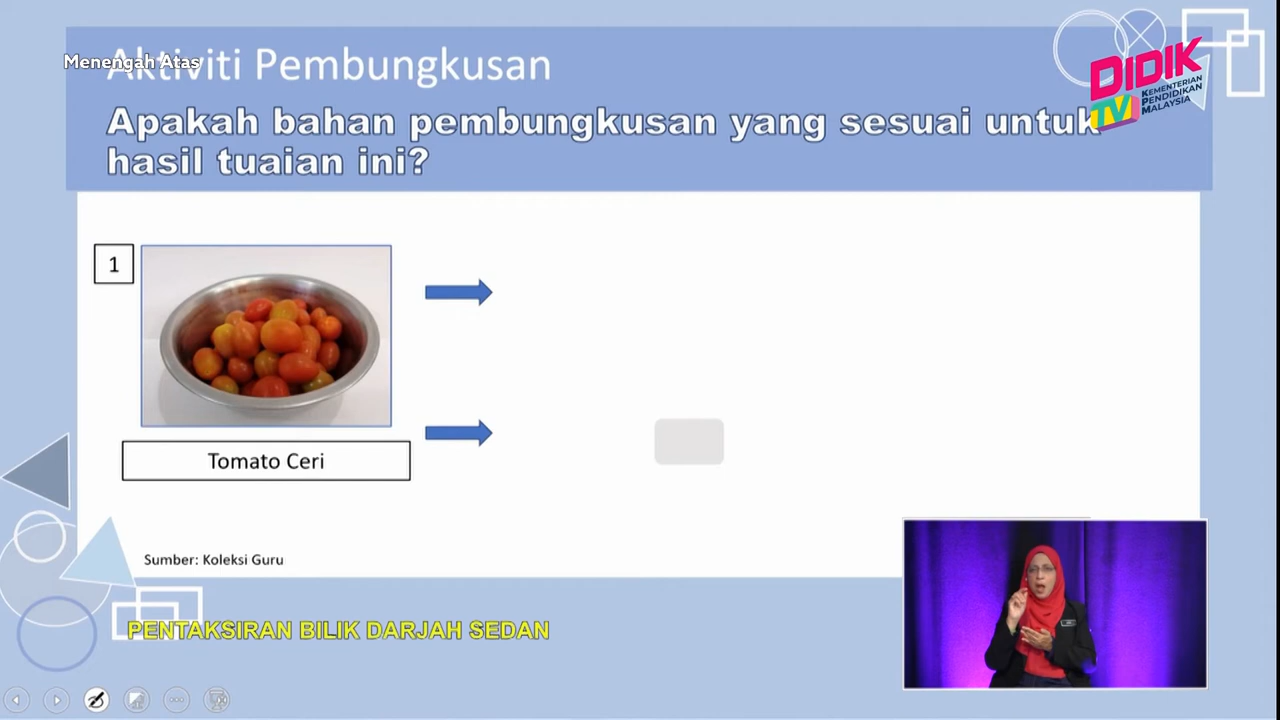 Menengah Atas
Aktiviti Pembungkusan
DIDIK
TV
KEMENTERIAN
PENDIDIKAN
MALAYSIA
Apakah bahan pembungkusan yang sesuai untuk
hasil tuaian ini?
1
Tomato Ceri
Sumber: Koleksi Guru
PENTAKSIRAN BILIK DARJAH SEDAN